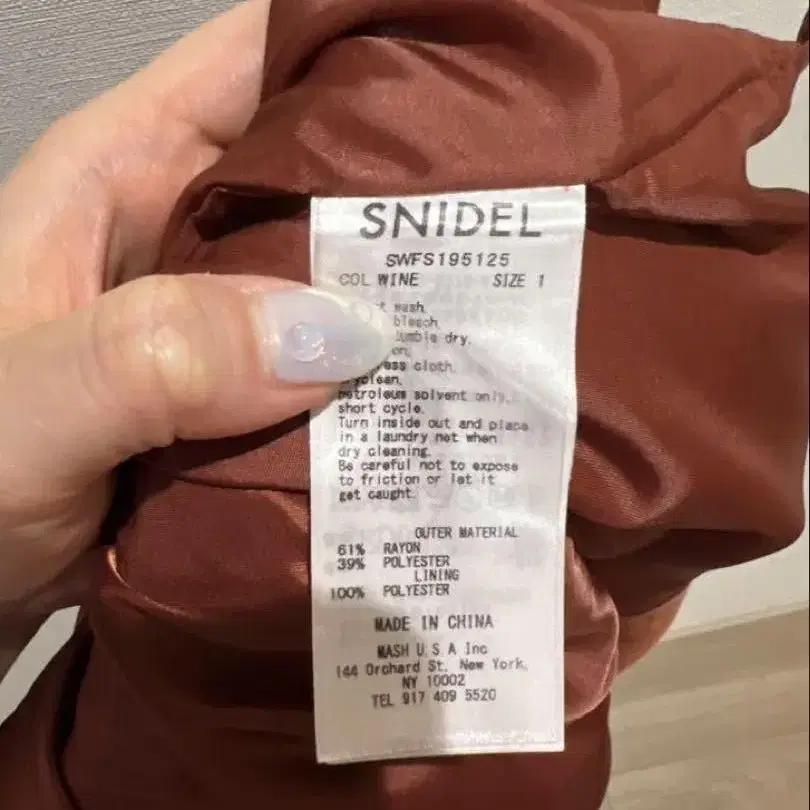 SNIDEL
SWFS195125
COL WINE SIZE 1
wash.
bleach.
dry.
cloth.
petroleum solvent only,
short cycle.
Turn inside out and place
in a laundry net when
dry cleaning.
Be careful not to expose
to friction or let it
get caught.
OUTER MATERIAL
61% RAYON
39% POLYESTER
LINING
100% POLYESTER
MADE IN CHINA
MASH U.S.A Inc
144 Orchard St. New York,
NY 10002
TEL 917 409 5520